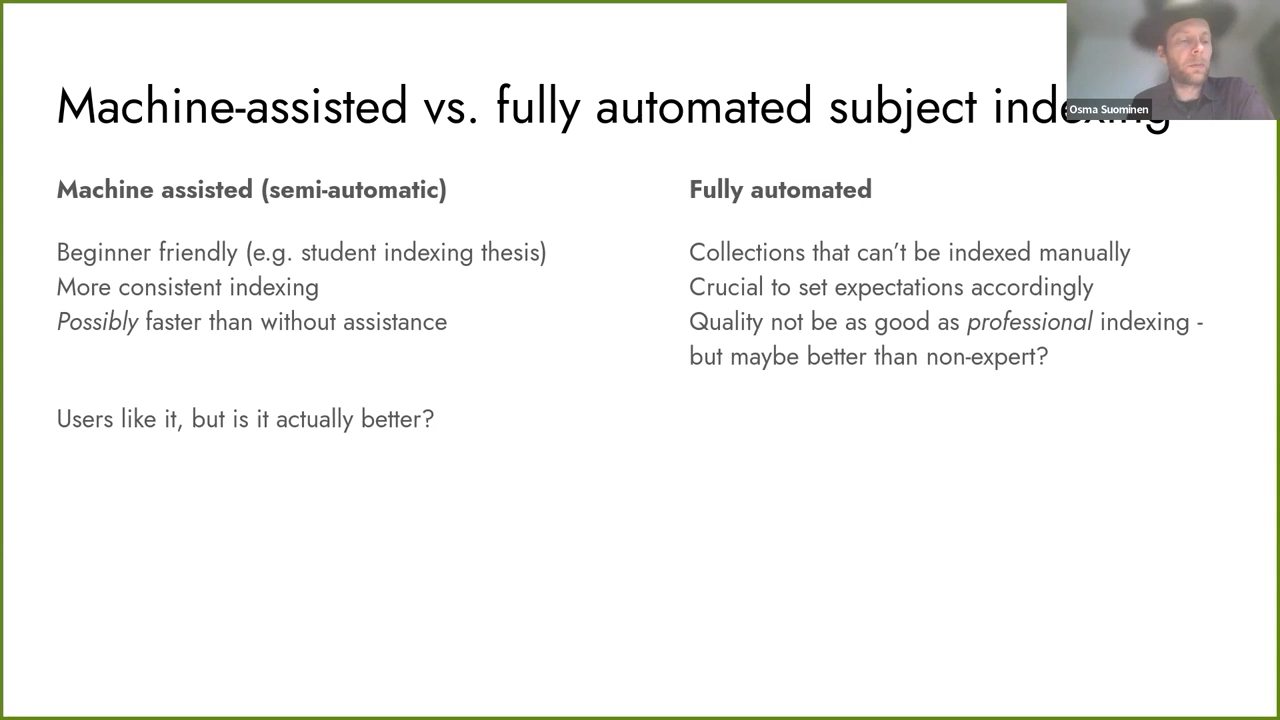 Machine-assisted vs. fully automated subject indexing
Osma Suominen
Machine assisted (semi-automatic)
Beginner friendly (e.g. student indexing thesis)
More consistent indexing
Possibly faster than without assistance
Users like it, but is it actually better?
Fully automated
Collections that can’t be indexed manually
Crucial to set expectations accordingly
Quality not be as good as professional indexing -
but maybe better than non-expert?